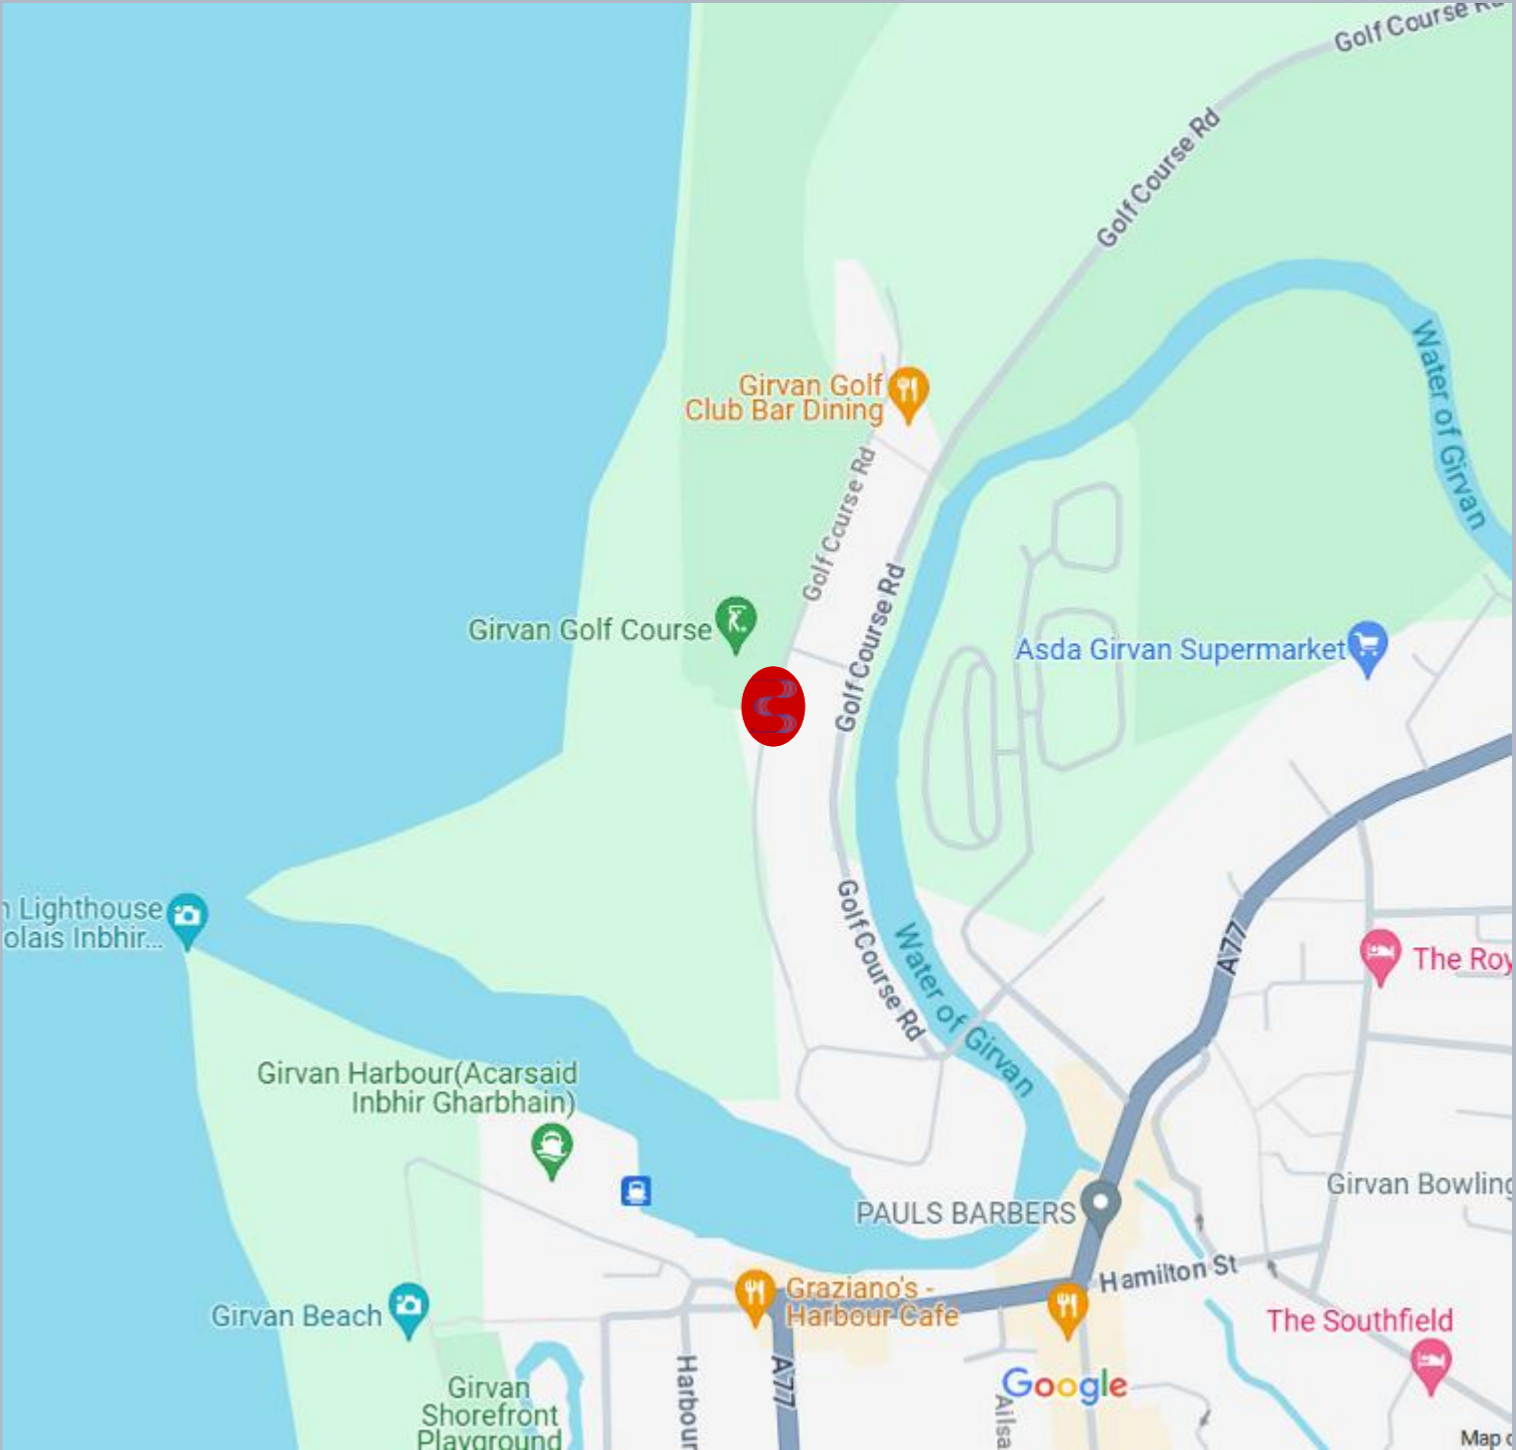 Golf Course Rd
Golf Course Rd
Water of Girvan
Girvan Golf
Club Bar Dining
Golf Course Rd
Golf Course Rd
Girvan Golf Course
Asda Girvan Supermarket
Lighthouse
olais Inbhir...
Golf Course Rd
Water of Girvan
A77
The Roy
Girvan Harbour(Acarsaid
Inbhir Gharbhain)
PAULS BARBERS
Girvan Bowling
Hamilton St
Graziano's -
Harbour Cafe
Girvan Beach
The Southfield
Harbour
A77
Google
Ailsa
Girvan
Shorefront
Playground
Map